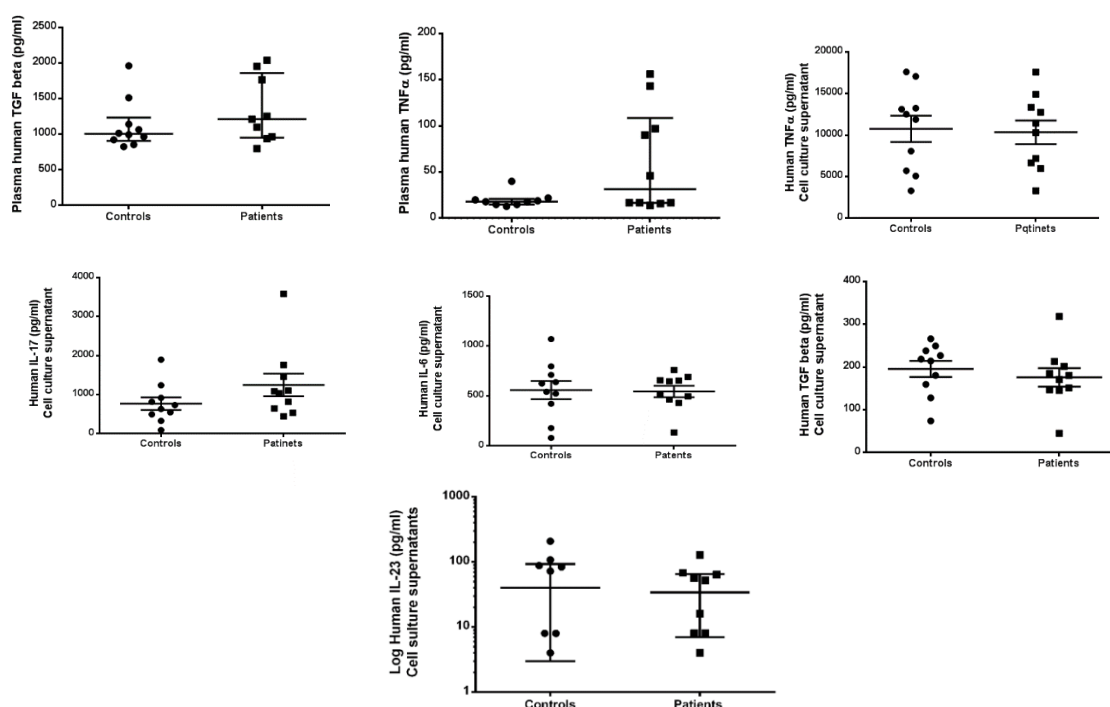 Plasma human TGF beta (pg/ml)
2500
2000
1500
1000
500
0
Controls
Patients
Plasma human TNFα (pg/ml)
200
150
100
50
0
Controls
Patients
Human TNFα (pg/ml)
Cell culture supernatant
20000
15000
10000
5000
0
Controls
Pqtinets
Human IL-17 (pg/ml)
Cell culture supernatant
4000
3000
2000
1000
0
Controls
Patinets
Human IL-6 (pg/ml)
Cell culture supernatant
1500
1000
500
0
Controls
Patents
Human TGF beta (pg/ml)
Cell culture supernatant
400
300
200
100
0
Controls
Patients
Log Human IL-23 (pg/ml)
Cell sulture supernatants
1000
100
10
1
Controls
Patients